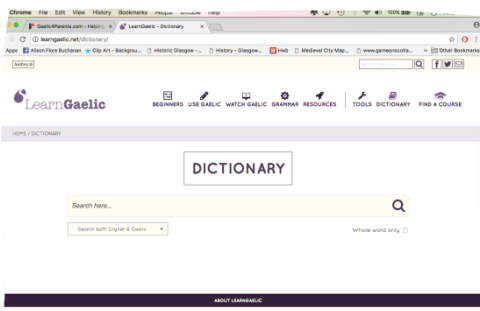 Chrome File Edit View History Bookmarks People Window Help 100%
Gaelic4Parents.com - Helping LearnGaelic - Dictionary
learngaelic.net/dictionary/
Apps Alison Flora Buchanan Clip Art - Backgrou... Historic Glasgow -... History - Glasgow... Hwb Medieval City Map... www.gameonscotla... Other Bookmarks
GÀIDHLIG
LearnGaelic
BEGINNERS USE GAELIC WATCH GAELIC GRAMMAR RESOURCES TOOLS DICTIONARY FIND A COURSE
HOME / DICTIONARY
DICTIONARY
Search here...
Search both English & Gaelic Whole word only
ABOUT LEARNGAELIC